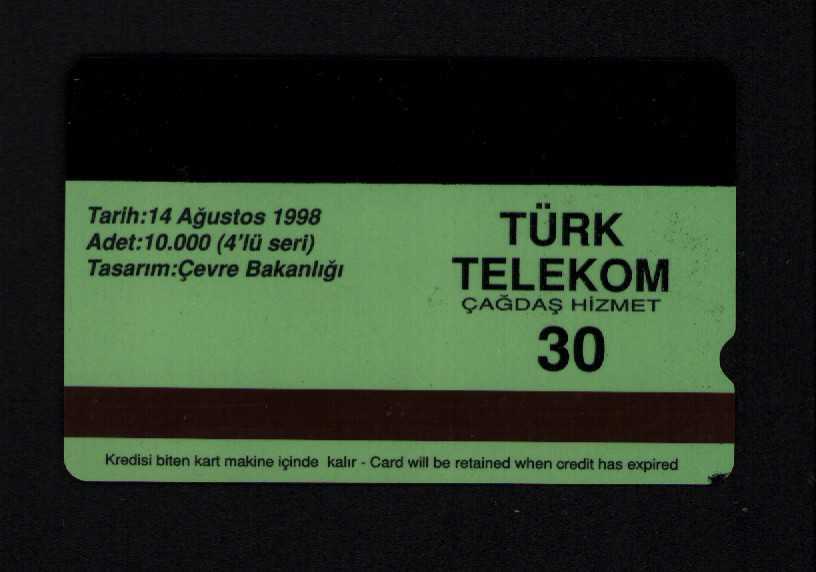 Tarih:14 Ağustos 1998
Adet:10.000 (4'lü seri)
Tasarım:Çevre Bakanlığı
TÜRK
TELEKOM
ÇAĞDAŞ HİZMET
30
Kredisi biten kart makine içinde kalır - Card will be retained when credit has expired